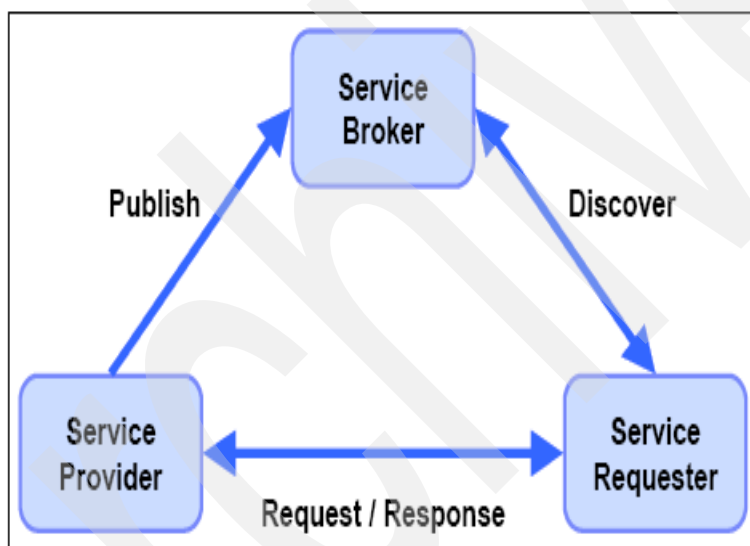 Service
Broker
Publish
Discover
Service
Provider
Service
Requester
Request / Response